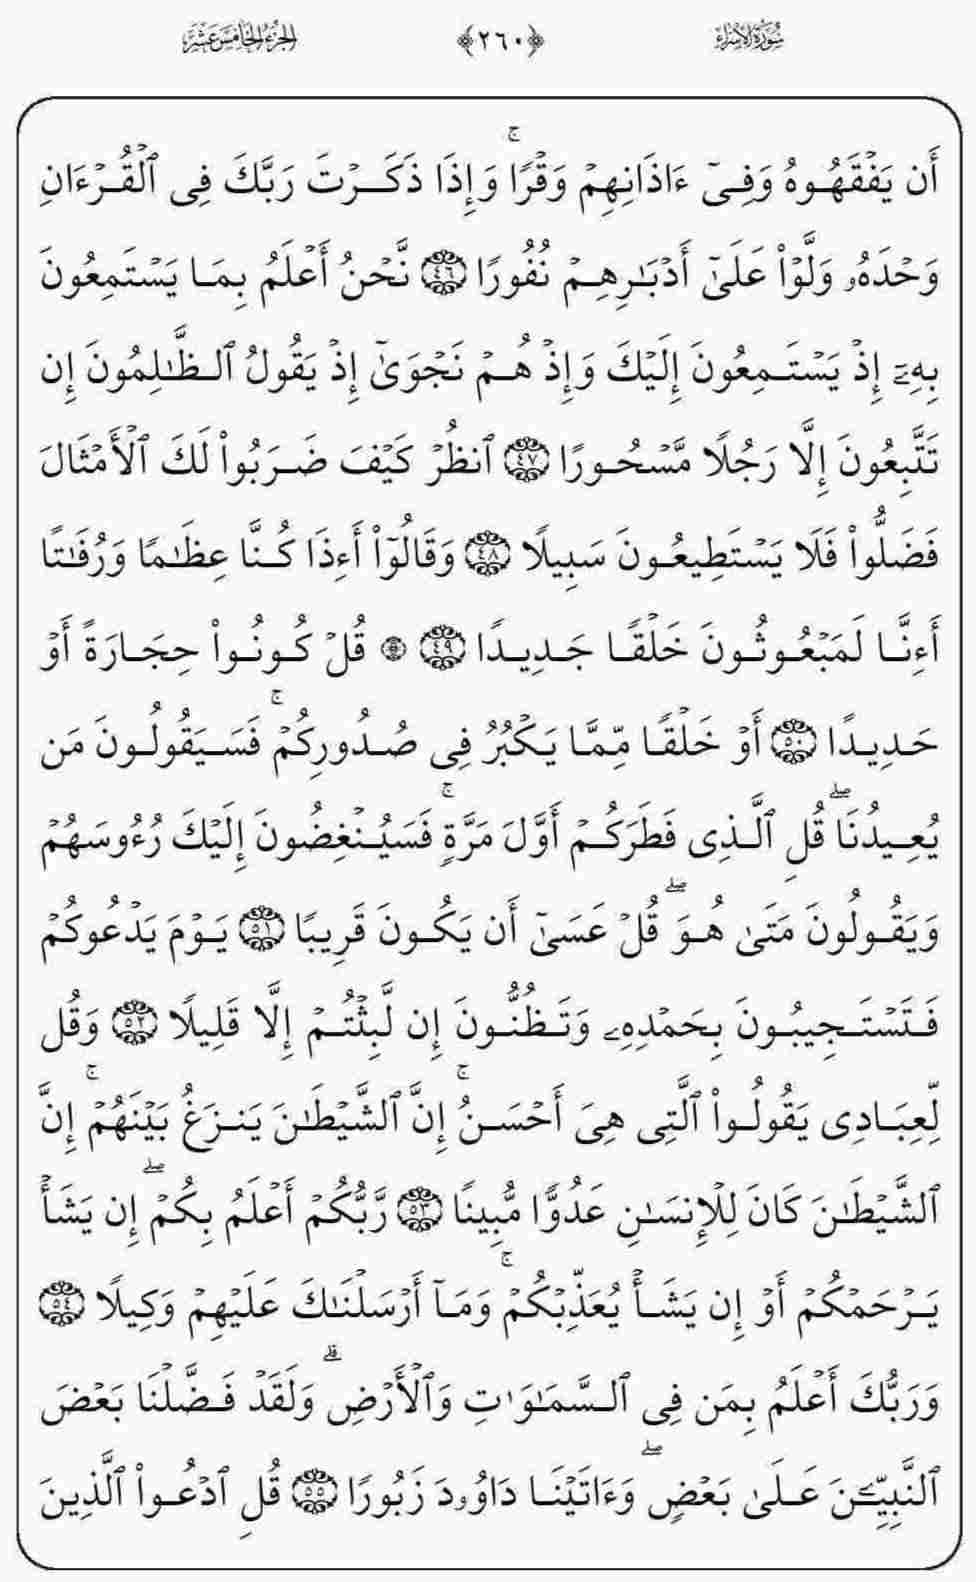 سُورَةُ الإِسْرَاءِ ﴿٢٦٠﴾ الجُزْءُ الخَامِسَ عَشَرَ
أَن يَفْقَهُوهُ وَفِىٓ ءَاذَانِهِمْ وَقْرًاۚ وَإِذَا ذَكَرْتَ رَبَّكَ فِى ٱلْقُرْءَانِ
وَحْدَهُۥ وَلَّوْا۟ عَلَىٰٓ أَدْبَـٰرِهِمْ نُفُورًا ٤٦ نَّحْنُ أَعْلَمُ بِمَا يَسْتَمِعُونَ
بِهِۦٓ إِذْ يَسْتَمِعُونَ إِلَيْكَ وَإِذْ هُمْ نَجْوَىٰٓ إِذْ يَقُولُ ٱلظَّـٰلِمُونَ إِن
تَتَّبِعُونَ إِلَّا رَجُلًا مَّسْحُورًا ٤٧ ٱنظُرْ كَيْفَ ضَرَبُوا۟ لَكَ ٱلْأَمْثَالَ
فَضَلُّوا۟ فَلَا يَسْتَطِيعُونَ سَبِيلًا ٤٨ وَقَالُوٓا۟ أَءِذَا كُنَّا عِظَـٰمًا وَرُفَـٰتًا
أَءِنَّا لَمَبْعُوثُونَ خَلْقًا جَدِيدًا ٤٩ ۞ قُلْ كُونُوا۟ حِجَارَةً أَوْ
حَدِيدًا ٥٠ أَوْ خَلْقًا مِّمَّا يَكْبُرُ فِى صُدُورِكُمْۚ فَسَيَقُولُونَ مَن
يُعِيدُنَاۖ قُلِ ٱلَّذِى فَطَرَكُمْ أَوَّلَ مَرَّةٍۚ فَسَيُنْغِضُونَ إِلَيْكَ رُءُوسَهُمْ
وَيَقُولُونَ مَتَىٰ هُوَۖ قُلْ عَسَىٰٓ أَن يَكُونَ قَرِيبًا ٥١ يَوْمَ يَدْعُوكُمْ
فَتَسْتَجِيبُونَ بِحَمْدِهِۦ وَتَظُنُّونَ إِن لَّبِثْتُمْ إِلَّا قَلِيلًا ٥٢ وَقُل
لِّعِبَادِى يَقُولُوا۟ ٱلَّتِى هِىَ أَحْسَنُۚ إِنَّ ٱلشَّيْطَـٰنَ يَنزَغُ بَيْنَهُمْۚ إِنَّ
ٱلشَّيْطَـٰنَ كَانَ لِلْإِنسَـٰنِ عَدُوًّا مُّبِينًا ٥٣ رَّبُّكُمْ أَعْلَمُ بِكُمْۖ إِن يَشَأْ
يَرْحَمْكُمْ أَوْ إِن يَشَأْ يُعَذِّبْكُمْۚ وَمَآ أَرْسَلْنَـٰكَ عَلَيْهِمْ وَكِيلًا ٥٤
وَرَبُّكَ أَعْلَمُ بِمَن فِى ٱلسَّمَـٰوَٰتِ وَٱلْأَرْضِۗ وَلَقَدْ فَضَّلْنَا بَعْضَ
ٱلنَّبِيِّـۧنَ عَلَىٰ بَعْضٍۖ وَءَاتَيْنَا دَاوُۥدَ زَبُورًا ٥٥ قُلِ ٱدْعُوا۟ ٱلَّذِينَ